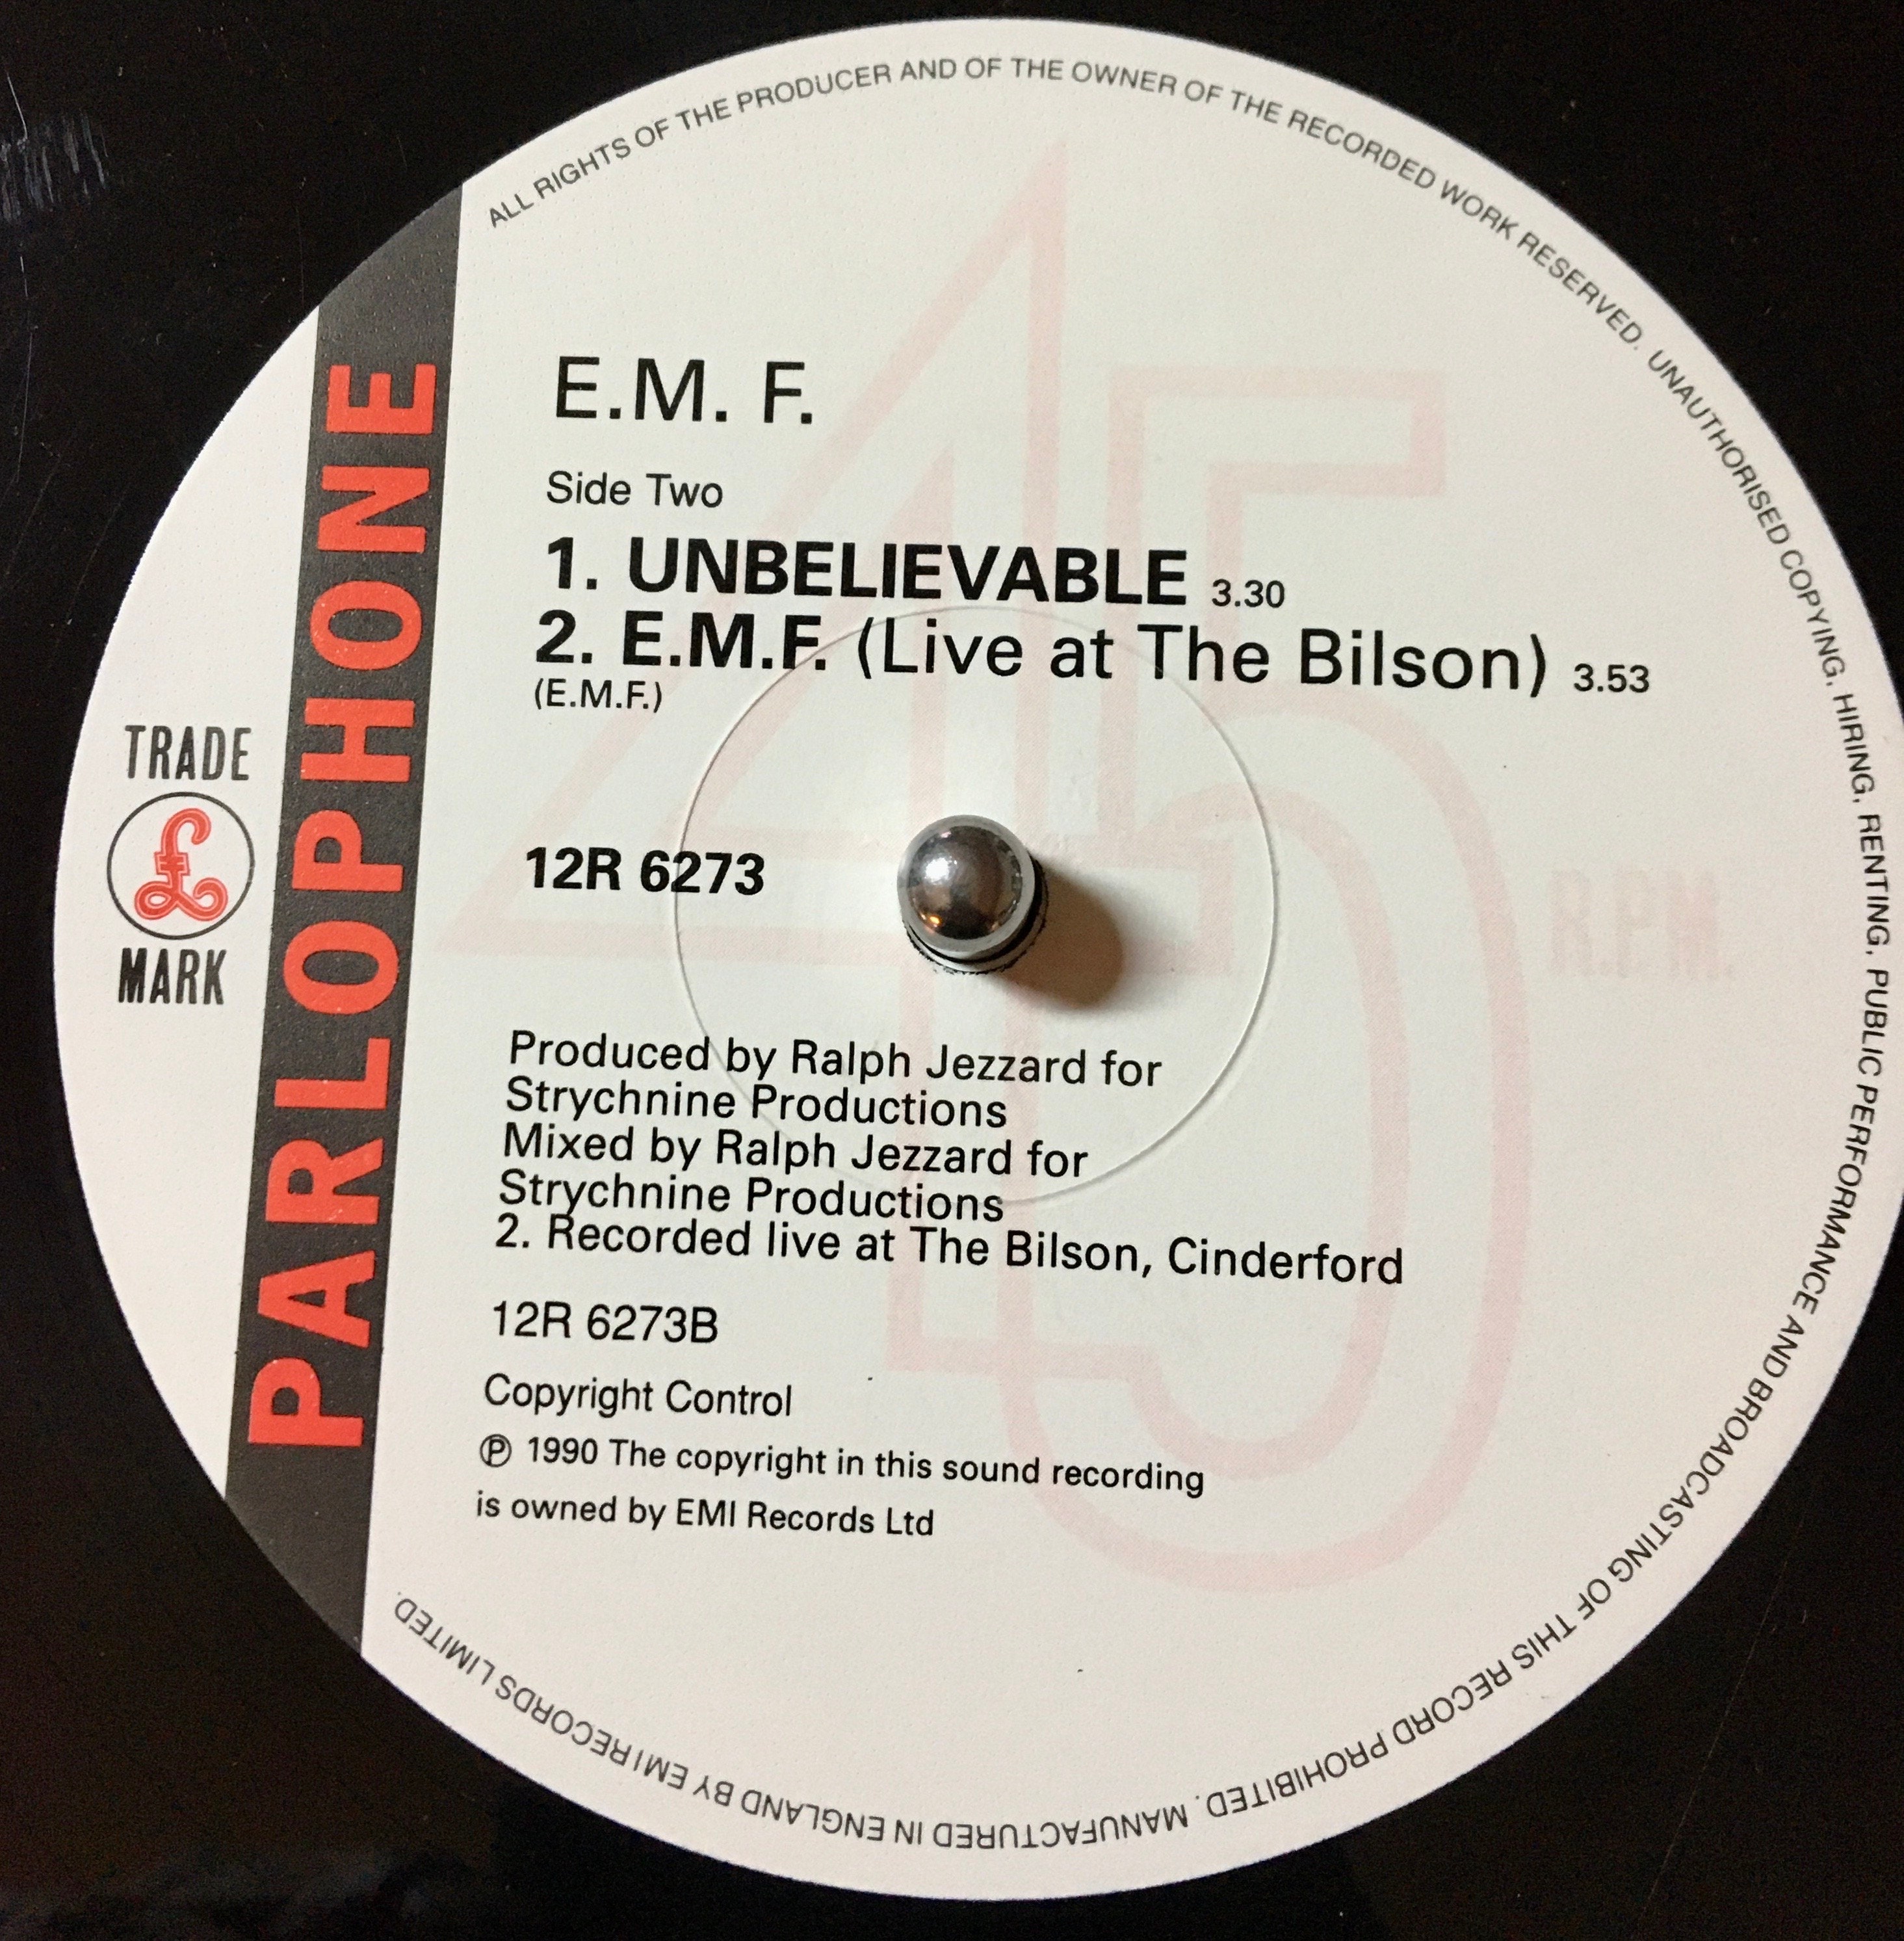 ALL RIGHTS OF THE PRODUCER AND OF THE OWNER OF THE RECORDED WORK RESERVED. UNAUTHORISED COPYING, HIRING, RENTING, PUBLIC PERFORMANCE AND BROADCASTING OF THIS RECORD PROHIBITED. MANUFACTURED IN ENGLAND BY EMI RECORDS LIMITED.
PARLOPHONE
TRADE
£
MARK
45
R.P.M.
E.M. F.
Side Two
1. UNBELIEVABLE 3.30
2. E.M.F. (Live at The Bilson) 3.53
(E.M.F.)
12R 6273
Produced by Ralph Jezzard for
Strychnine Productions
Mixed by Ralph Jezzard for
Strychnine Productions
2. Recorded live at The Bilson, Cinderford
12R 6273B
Copyright Control
℗ 1990 The copyright in this sound recording
is owned by EMI Records Ltd